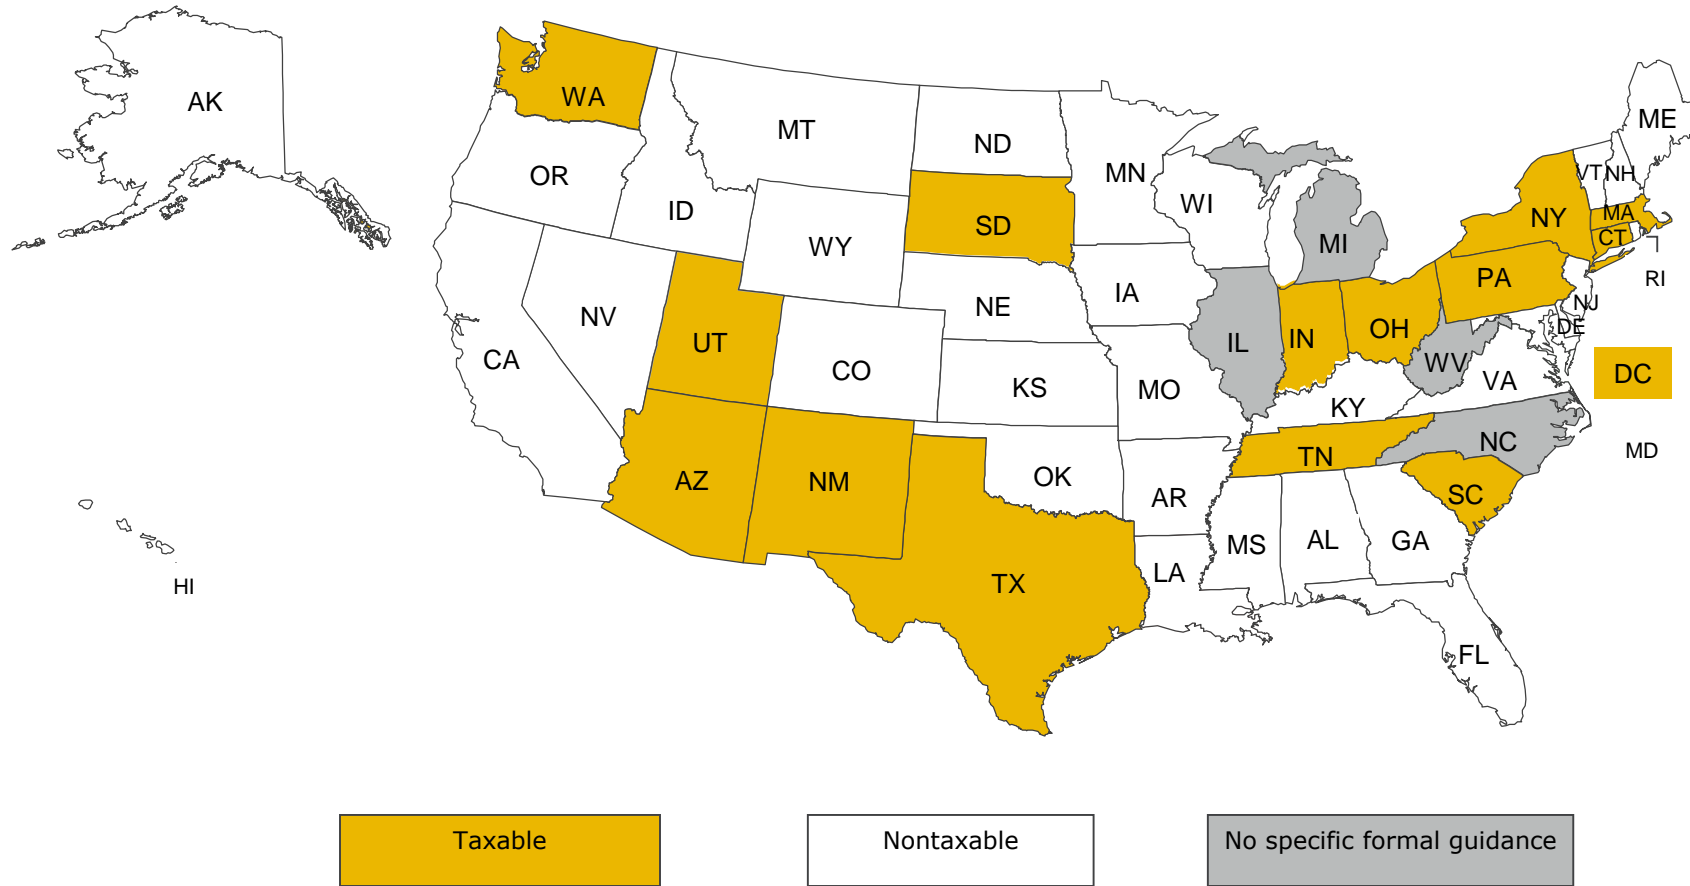 AK
WA
MT
ND
MN
ME
OR
ID
WY
SD
WI
MI
NY
VT
NH
MA
CT
RI
NV
UT
CO
NE
IA
IL
IN
OH
PA
NJ
DE
CA
KS
MO
KY
WV
VA
DC
AZ
NM
OK
AR
TN
NC
MD
SC
TX
LA
MS
AL
GA
FL
HI
Taxable
Nontaxable
No specific formal guidance